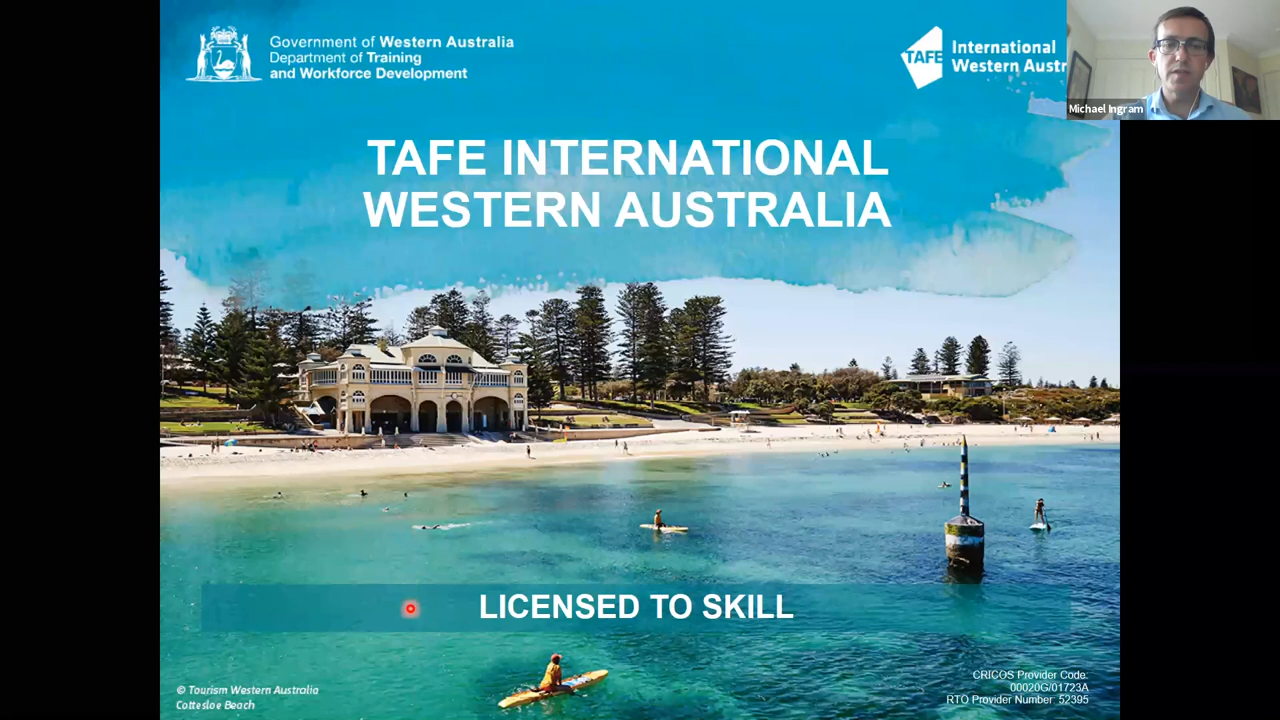 Government of Western Australia
Department of Training
and Workforce Development
TAFE
International
Western Austr
Michael Ingram
TAFE INTERNATIONAL
WESTERN AUSTRALIA
LICENSED TO SKILL
© Tourism Western Australia
Cottesloe Beach
CRICOS Provider Code:
00020G/01723A
RTO Provider Number: 52395